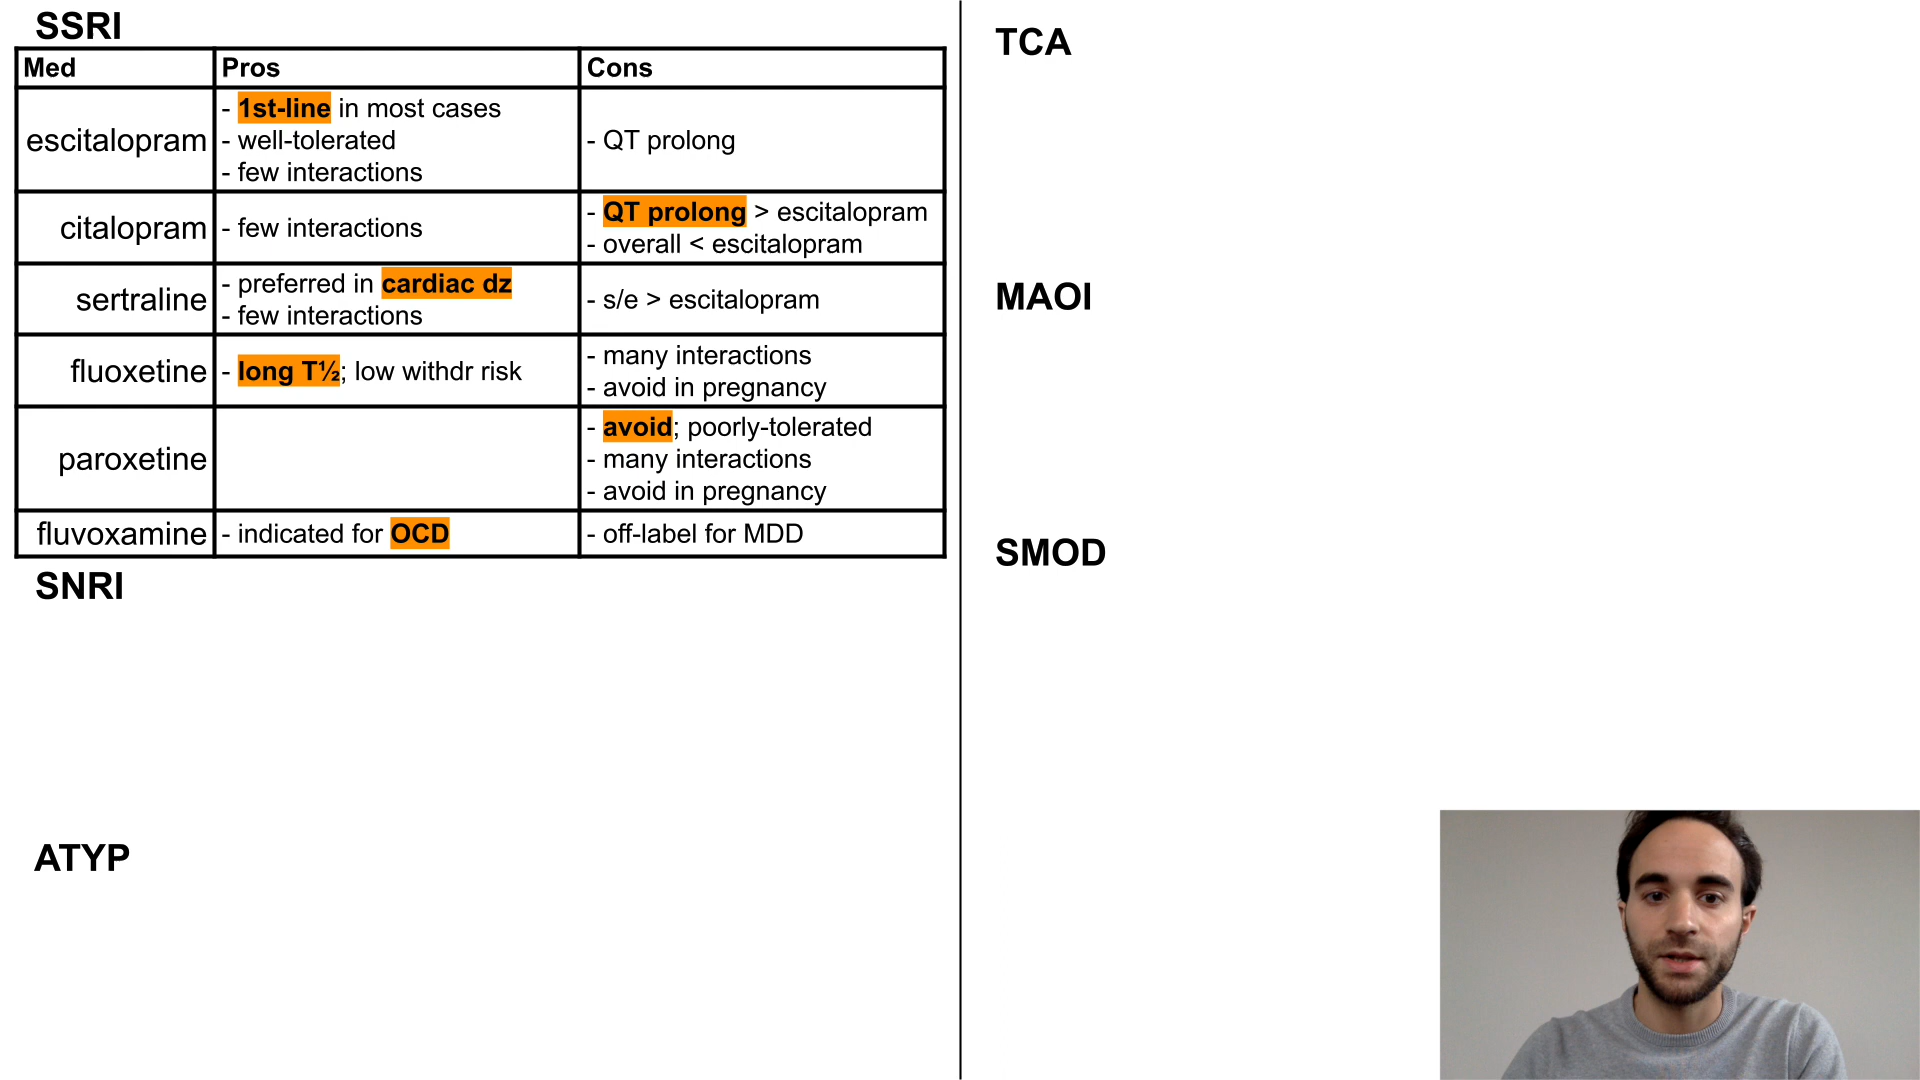 SSRI
Med Pros Cons
escitalopram
- 1st-line in most cases
- well-tolerated
- few interactions
- QT prolong
citalopram
- few interactions
- QT prolong > escitalopram
- overall < escitalopram
sertraline
- preferred in cardiac dz
- few interactions
- s/e > escitalopram
fluoxetine
- long T½; low withdr risk
- many interactions
- avoid in pregnancy
paroxetine
- avoid; poorly-tolerated
- many interactions
- avoid in pregnancy
fluvoxamine
- indicated for OCD
- off-label for MDD
SNRI
ATYP
TCA
MAOI
SMOD